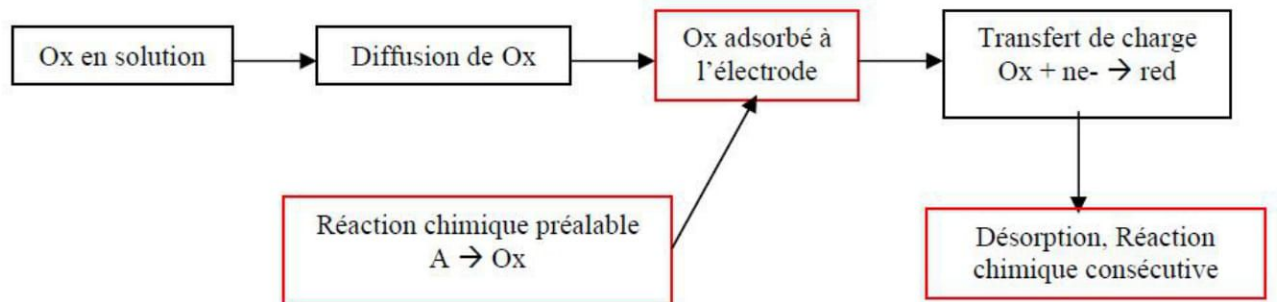 Ox en solution
Diffusion de Ox
Ox adsorbé à
l'électrode
Transfert de charge
Ox + ne- → red
Réaction chimique préalable
A → Ox
Désorption, Réaction
chimique consécutive